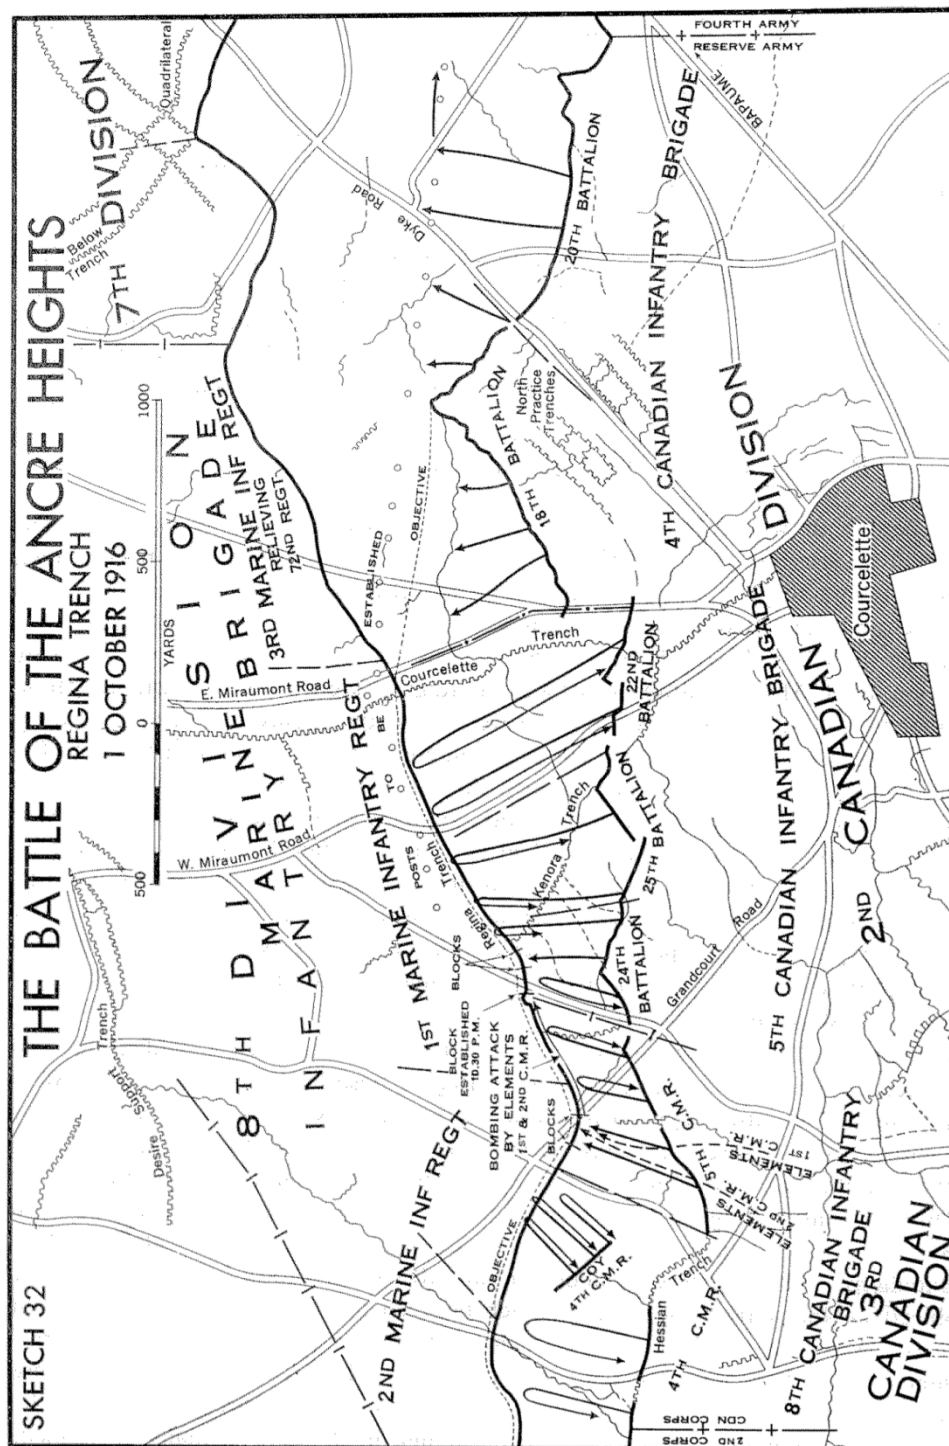 SKETCH 32
THE BATTLE OF THE ANCRE HEIGHTS
REGINA TRENCH
1 OCTOBER 1916
YARDS
500
0
500
1000
7TH DIVISION
Quadrilateral
Below
Trench
Support
Trench
Desire
8TH DIVISION
MARINE BRIGADE
INFANTRY
3RD MARINE INF REGT
RELIEVING
72ND REGT
1ST MARINE INFANTRY REGT
2ND MARINE INF REGT
W. Miraumont Road
E. Miraumont Road
Dyke
Road
POSTS
TO
BE
ESTABLISHED
OBJECTIVE
Courcelette
Trench
Regina
Trench
Kenora
Trench
BLOCKS
BLOCK
ESTABLISHED
10.30 P.M.
BOMBING ATTACK
BY ELEMENTS
1ST & 2ND C.M.R.
BLOCKS
OBJECTIVE
COY
4TH C.M.R.
Hessian
Trench
4TH
C.M.R.
5TH
C.M.R.
ELEMENTS
2ND
C.M.R.
ELEMENTS
1ST
C.M.R.
24TH
BATTALION
25TH BATTALION
22ND
BATTALION
18TH
BATTALION
20TH BATTALION
North
Practice
Trenches
Grandcourt
Road
Courcelette
BAPAUME
FOURTH ARMY
RESERVE ARMY
4TH CANADIAN INFANTRY BRIGADE
5TH CANADIAN INFANTRY BRIGADE
2ND CANADIAN DIVISION
8TH CANADIAN INFANTRY
BRIGADE
3RD
CANADIAN
DIVISION
2ND CORPS
CDN CORPS